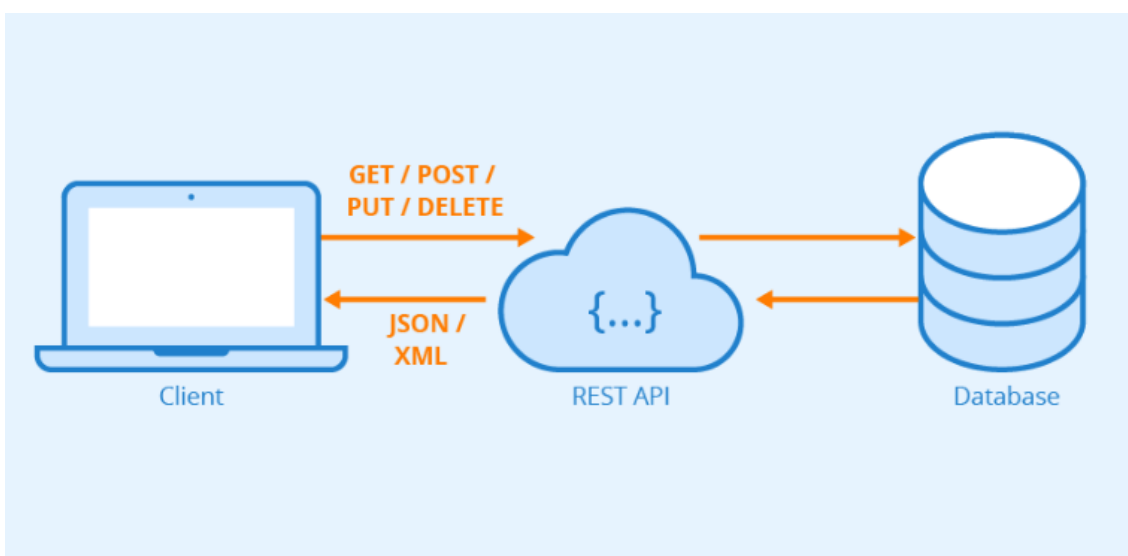 GET / POST /
PUT / DELETE
{...}
JSON /
XML
Client
REST API
Database